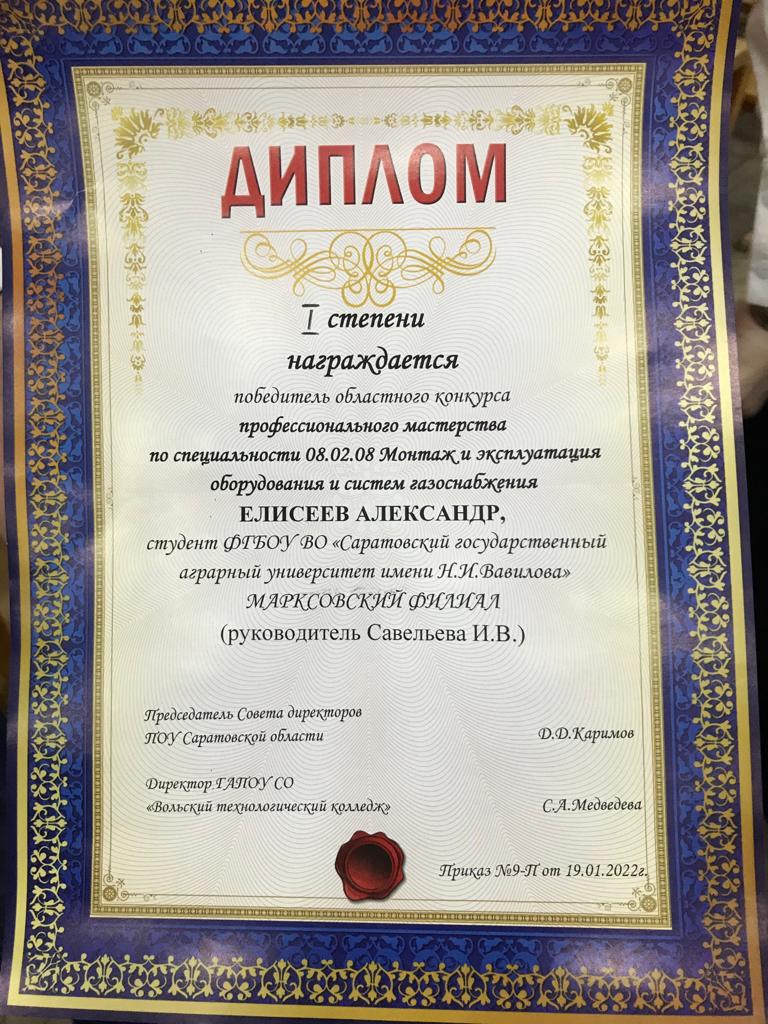 ДИПЛОМ
I степени
награждается
победитель областного конкурса
профессионального мастерства
по специальности 08.02.08 Монтаж и эксплуатация
оборудования и систем газоснабжения
ЕЛИСЕЕВ АЛЕКСАНДР,
студент ФГБОУ ВО «Саратовский государственный
аграрный университет имени Н.И.Вавилова»
МАРКСОВСКИЙ ФИЛИАЛ
(руководитель Савельева И.В.)
Председатель Совета директоров
ПОУ Саратовской области Д.Д.Каримов
Директор ГАПОУ СО
«Вольский технологический колледж» С.А.Медведева
Приказ №9-П от 19.01.2022г.